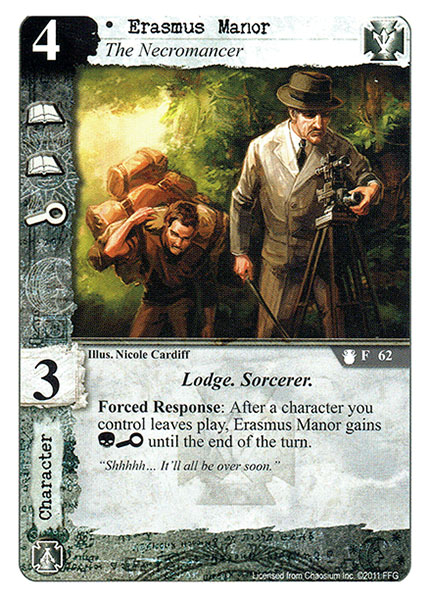 4
• Erasmus Manor
The Necromancer
Illus. Nicole Cardiff
F 62
3
Lodge. Sorcerer.
Forced Response: After a character you
control leaves play, Erasmus Manor gains
until the end of the turn.
“Shhhhh… It’ll all be over soon.”
Character
Licensed from Chaosium Inc. ©2011 FFG